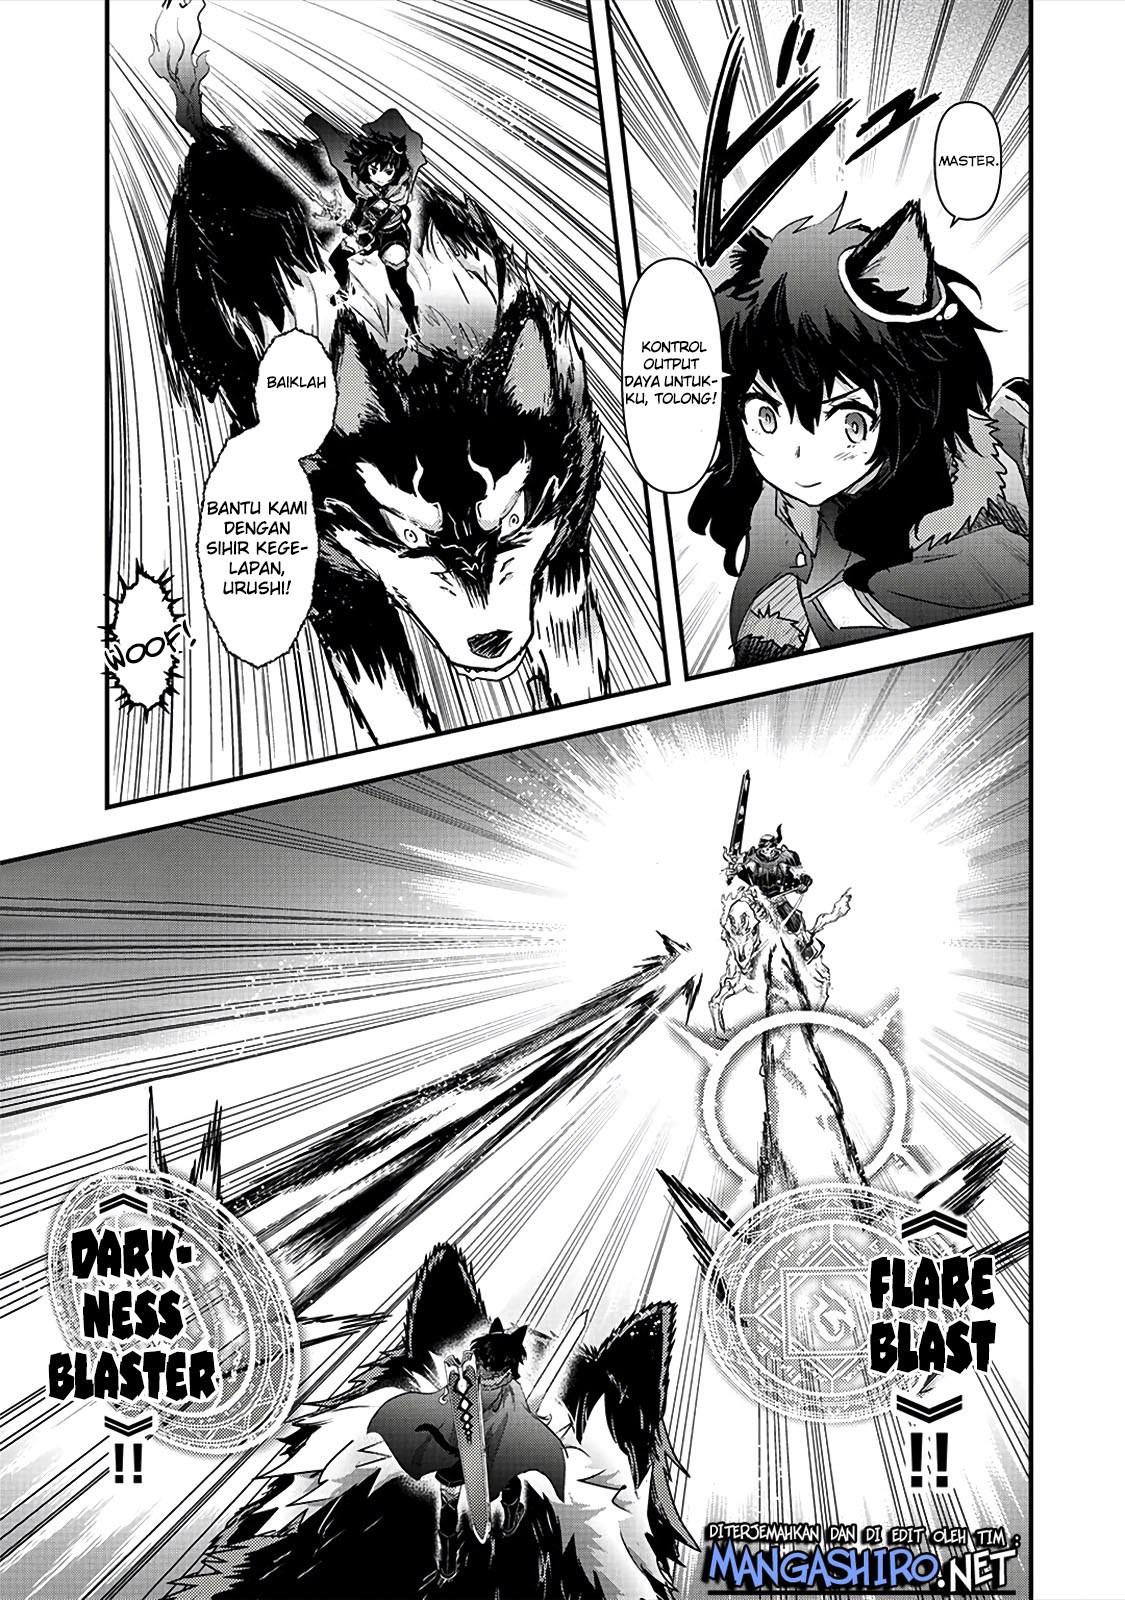 MASTER.
KONTROL
OUTPUT
DAYA UNTUK-
KU, TOLONG!
BAIKLAH
BANTU KAMI
DENGAN
SIHIR KEGE-
LAPAN,
URUSHI!
WOOF!
《
FLARE
BLAST
》
!!
《
DARK-
NESS
BLASTER
》
!!
DITERJEMAHKAN DAN DI EDIT OLEH TIM :
MANGASHIRO.NET